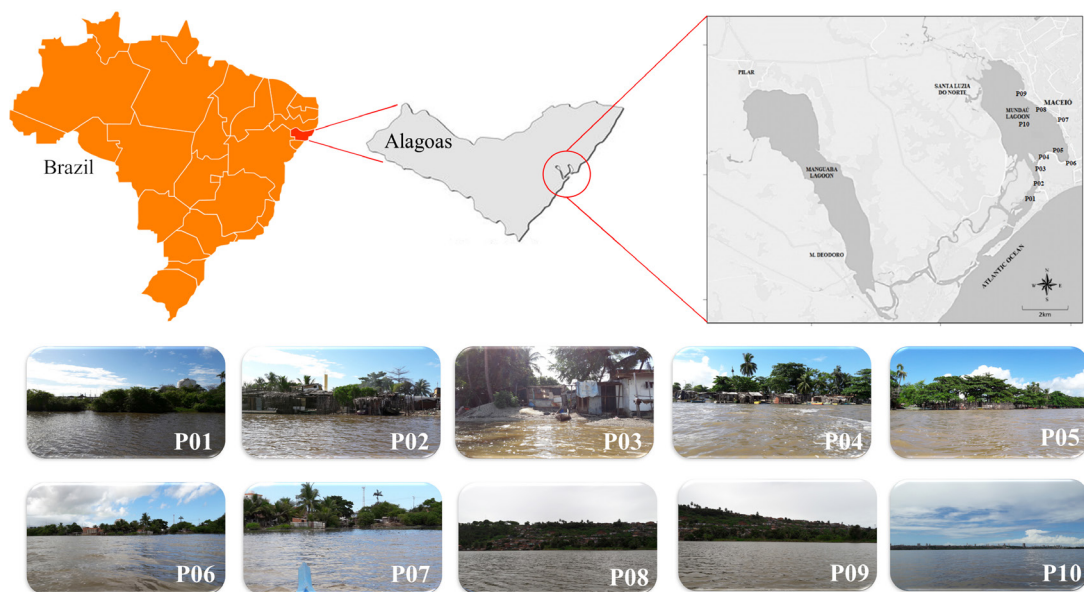 Brazil
Alagoas
PILAR
SANTA LUZIA
DO NORTE
P09
MACEIÓ
P08
MUNDAÚ
LAGOON
P07
P10
P05
P04
P06
P03
MANGUABA
LAGOON
P02
P01
M. DEODORO
ATLANTIC OCEAN
N
W
E
S
2km
P01
P02
P03
P04
P05
P06
P07
P08
P09
P10